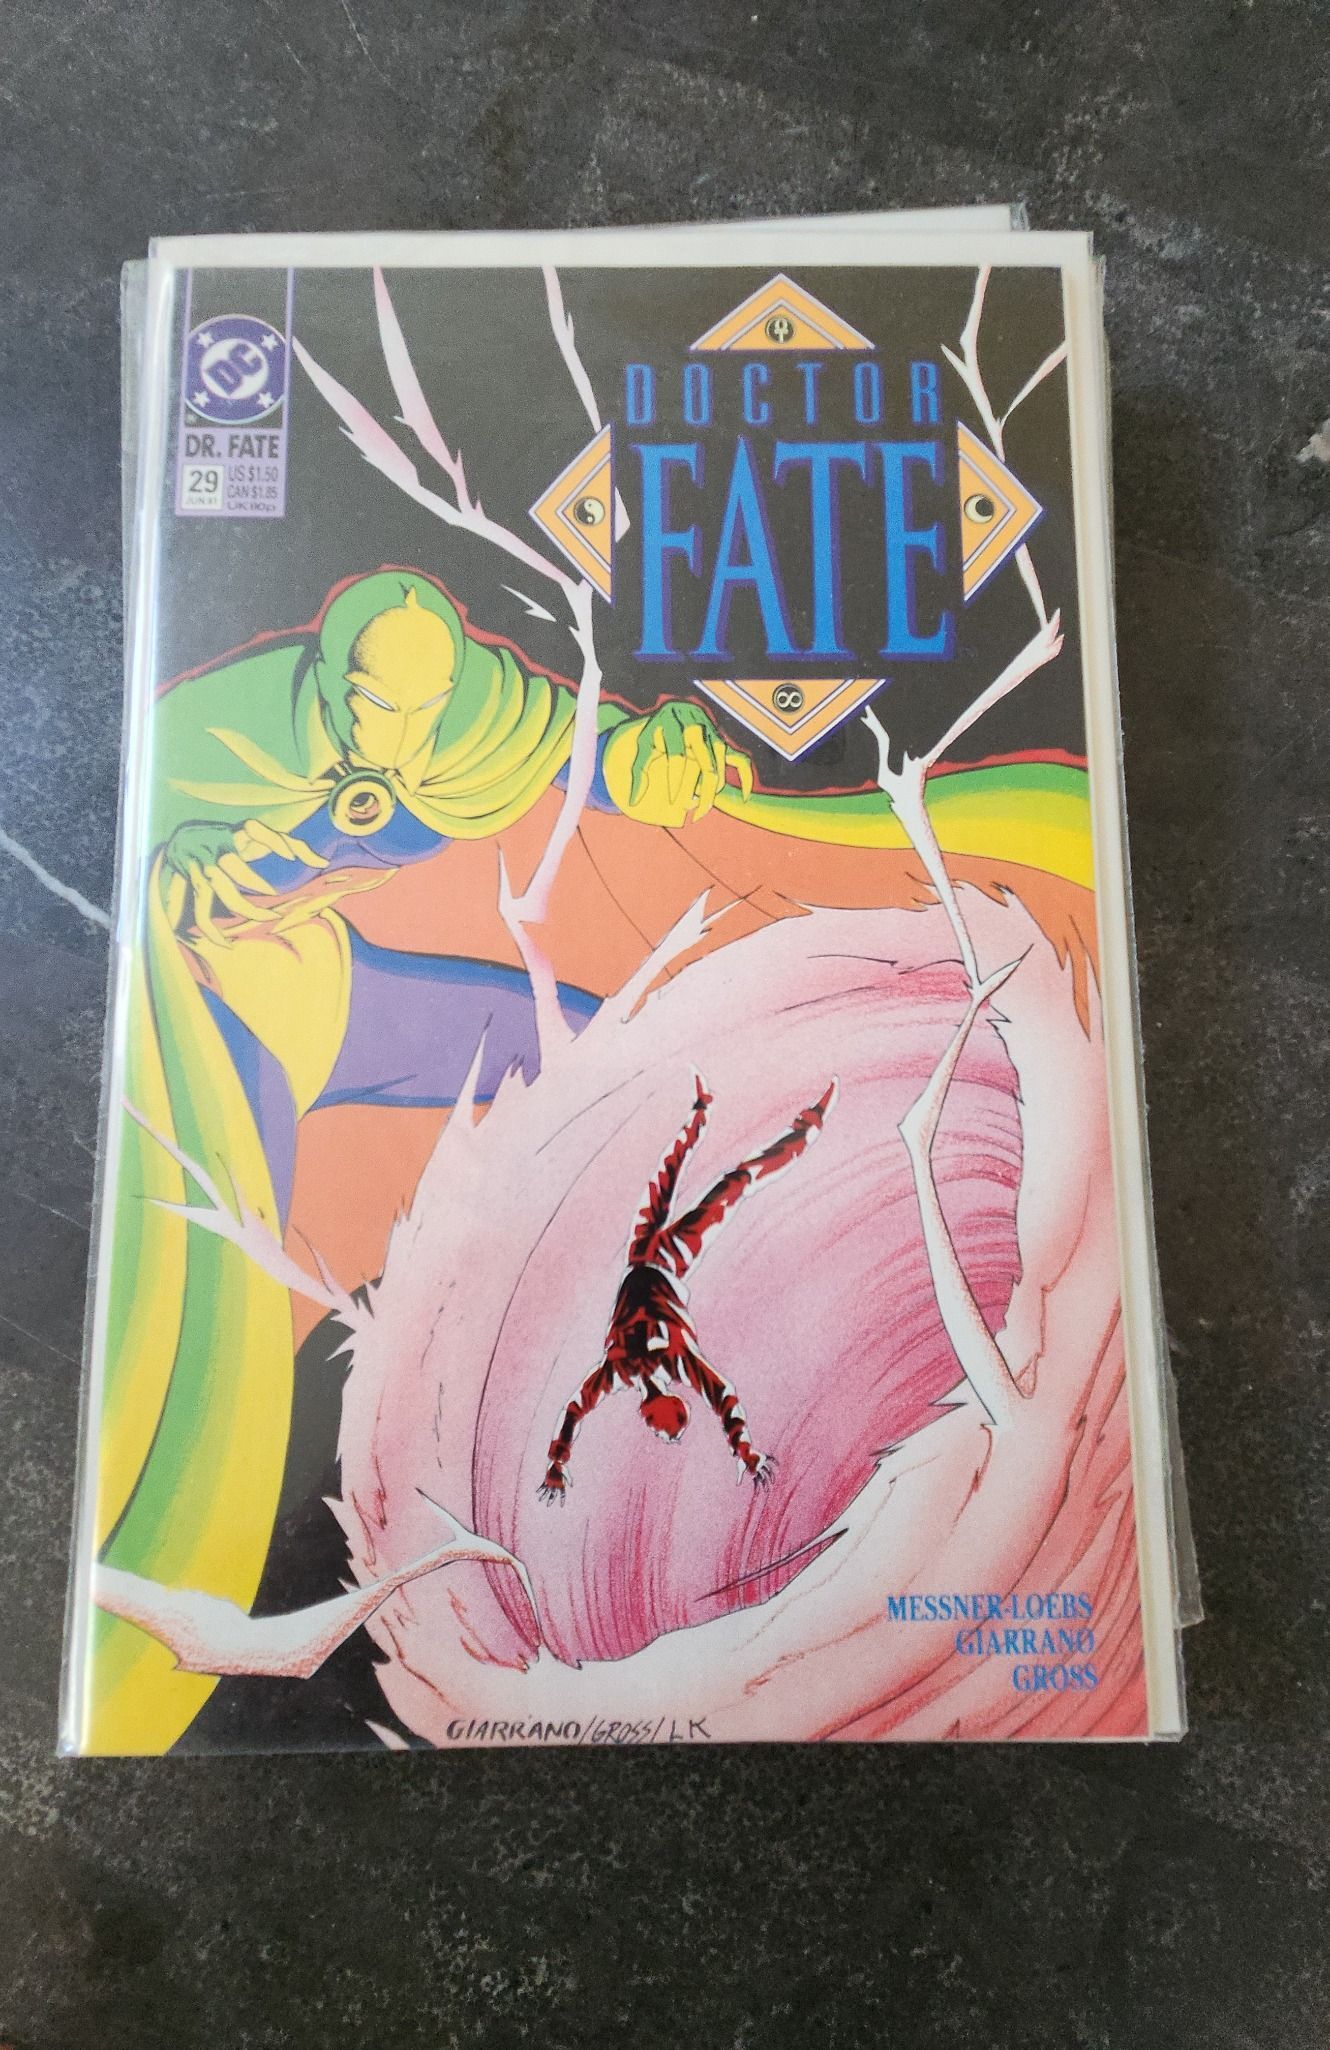 DC
DR. FATE
29
US $1.50
CAN $1.85
JUN 91
UK 80p
DOCTOR
FATE
MESSNER-LOEBS
GIARRANO
GROSS
GIARRANO/GROSS/LK